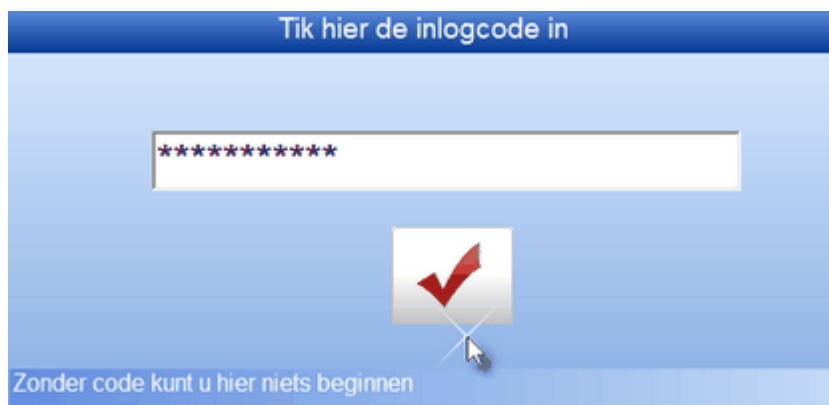 Tik hier de inlogcode in
***********
Zonder code kunt u hier niets beginnen